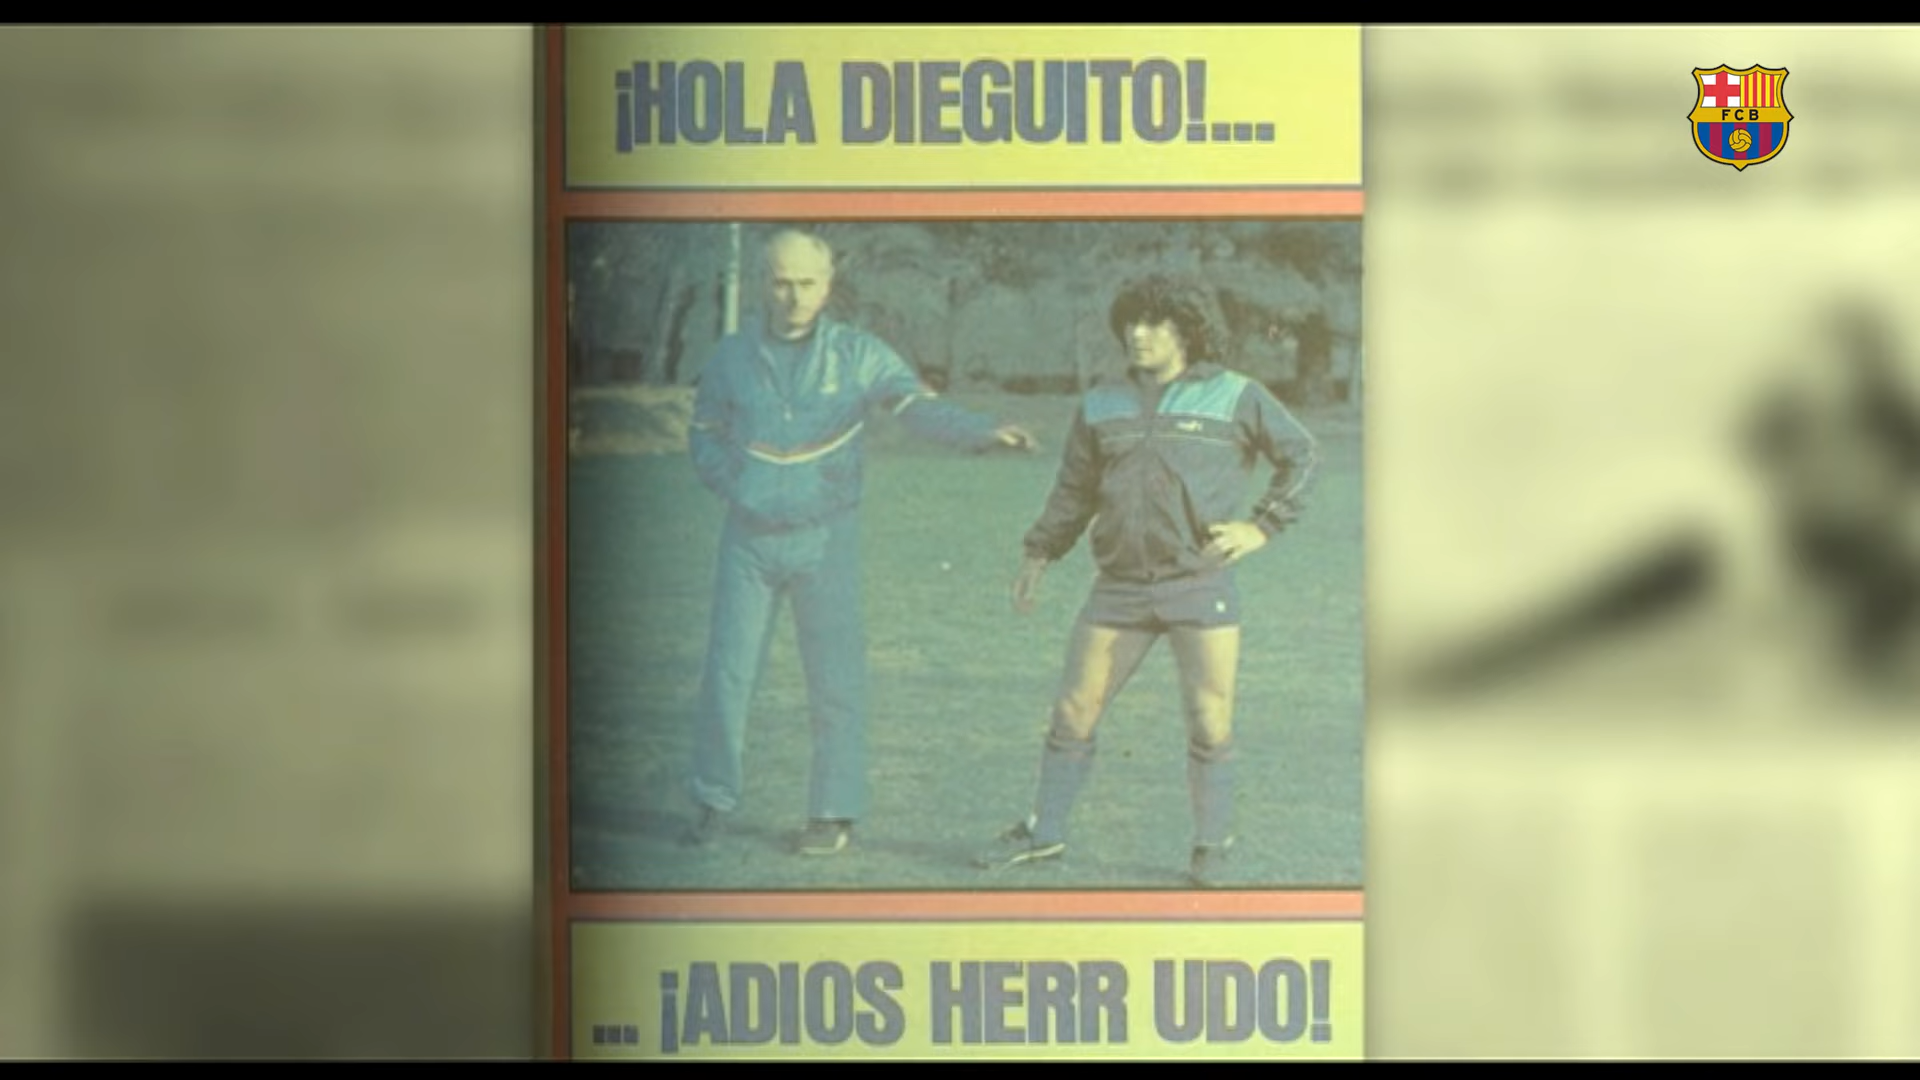 ¡HOLA DIEGUITO!...
FCB
... ¡ADIOS HERR UDO!